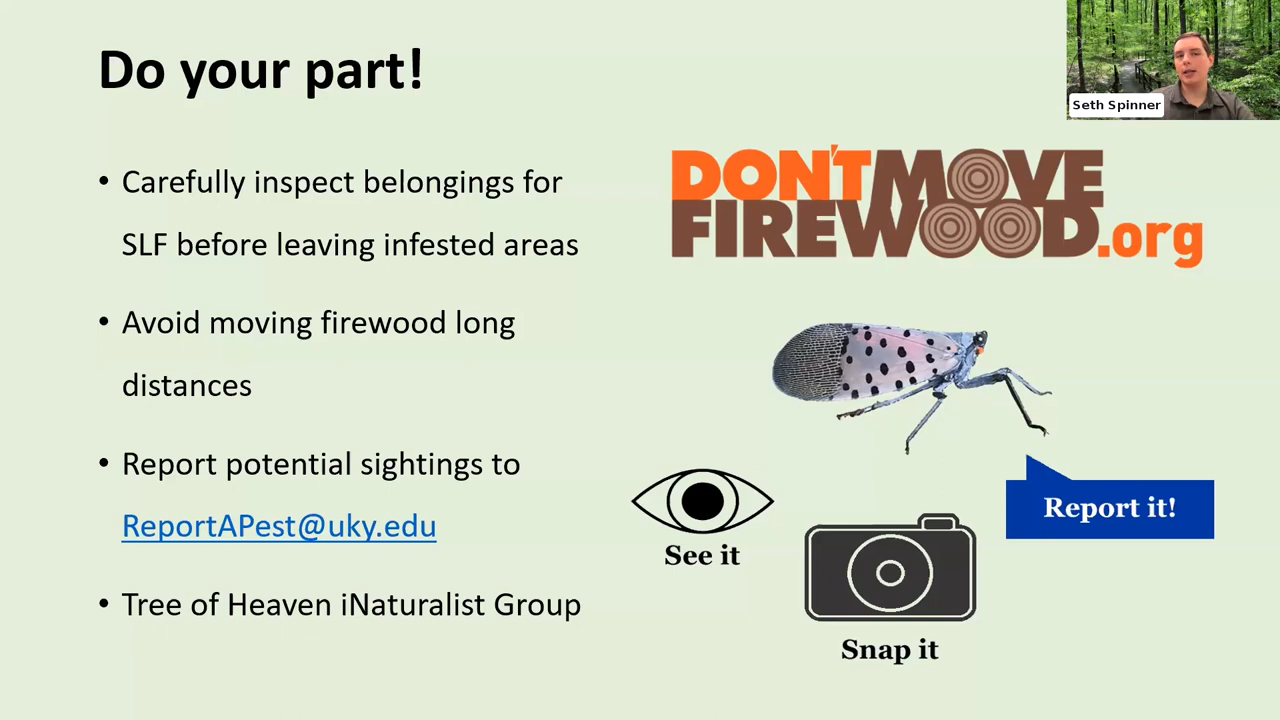 Do your part!
Seth Spinner
• Carefully inspect belongings for
SLF before leaving infested areas
• Avoid moving firewood long
distances
• Report potential sightings to
ReportAPest@uky.edu
• Tree of Heaven iNaturalist Group
DON'T MOVE
FIREWOOD.org
Report it!
See it
Snap it